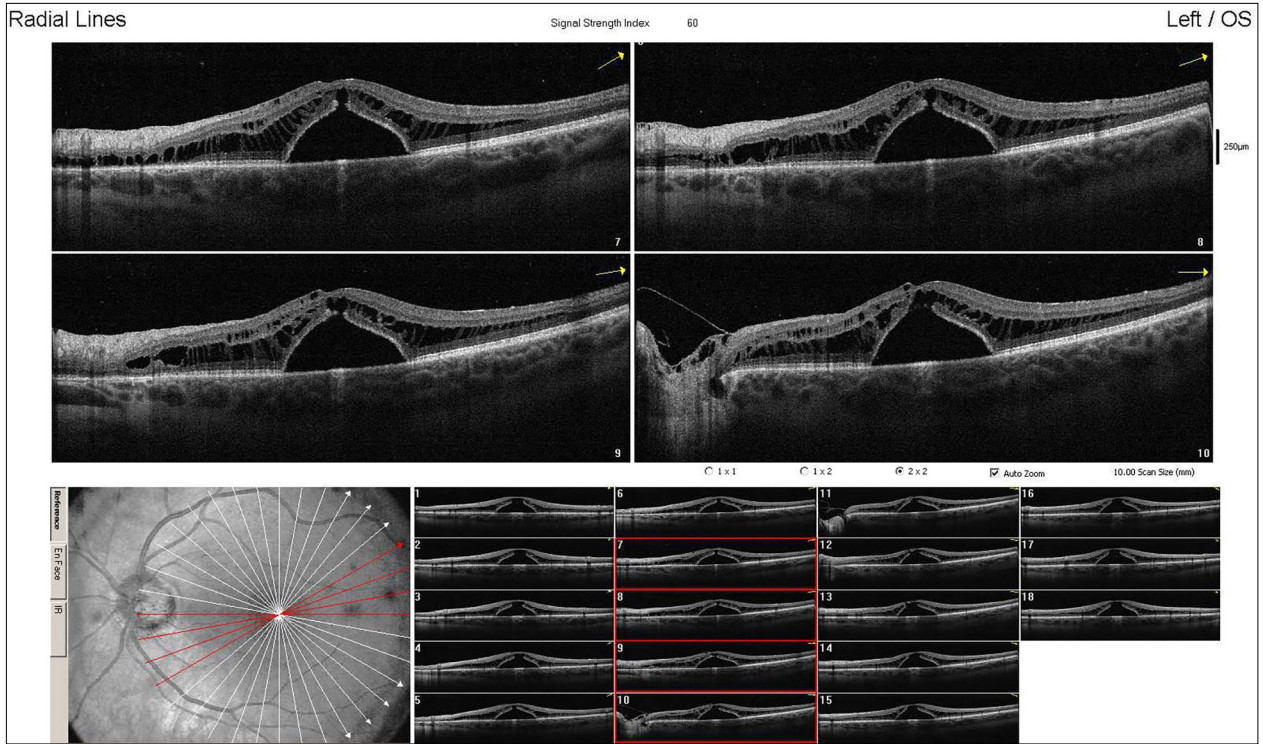 Radial Lines
Signal Strength Index 60
Left / OS
7
8
250µm
9
10
1 x 1
1 x 2
2 x 2
Auto Zoom
10.00 Scan Size (mm)
Reference
En Face
IR
1
6
11
16
2
7
12
17
3
8
13
18
4
9
14
5
10
15